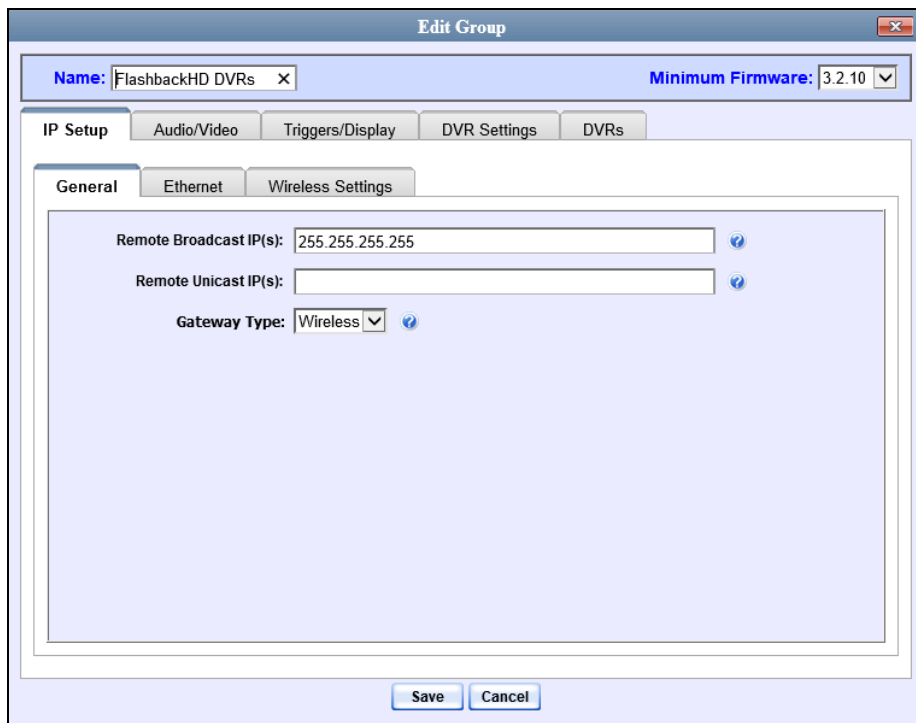 Edit Group
Name: FlashbackHD DVRs
Minimum Firmware: 3.2.10
IP Setup Audio/Video Triggers/Display DVR Settings DVRs
General Ethernet Wireless Settings
Remote Broadcast IP(s): 255.255.255.255
Remote Unicast IP(s):
Gateway Type: Wireless
Save Cancel